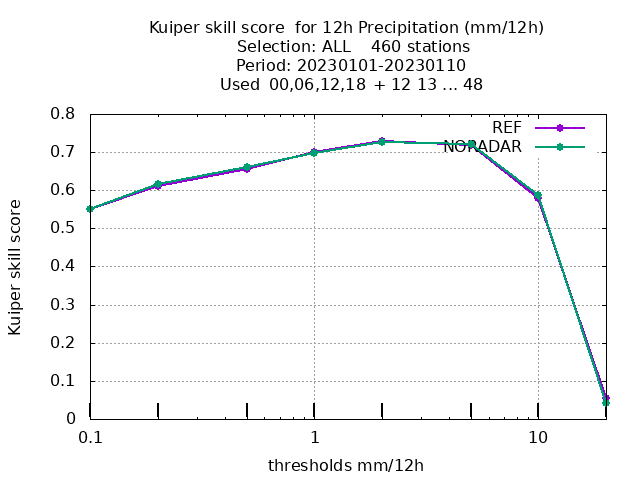 Kuiper skill score  for 12h Precipitation (mm/12h)
Selection: ALL    460 stations
Period: 20230101-20230110
Used  00,06,12,18  + 12 13 ... 48
REF
NORADAR
0.8
0.7
0.6
0.5
0.4
0.3
0.2
0.1
0
Kuiper skill score
0.1 1 10
thresholds mm/12h